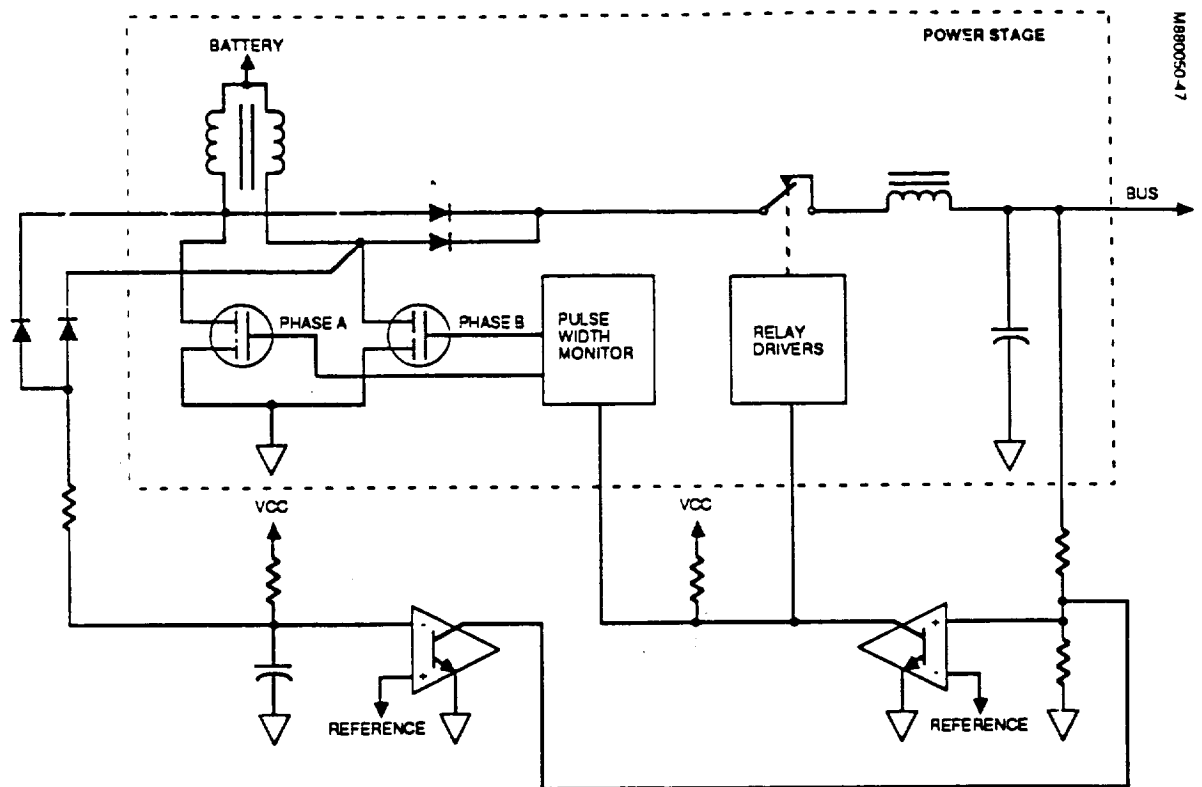 BATTERY
POWER STAGE
M880050-47
BUS
PHASE A
PHASE B
PULSE
WIDTH
MONITOR
RELAY
DRIVERS
VCC
VCC
-
+
REFERENCE
+
-
REFERENCE